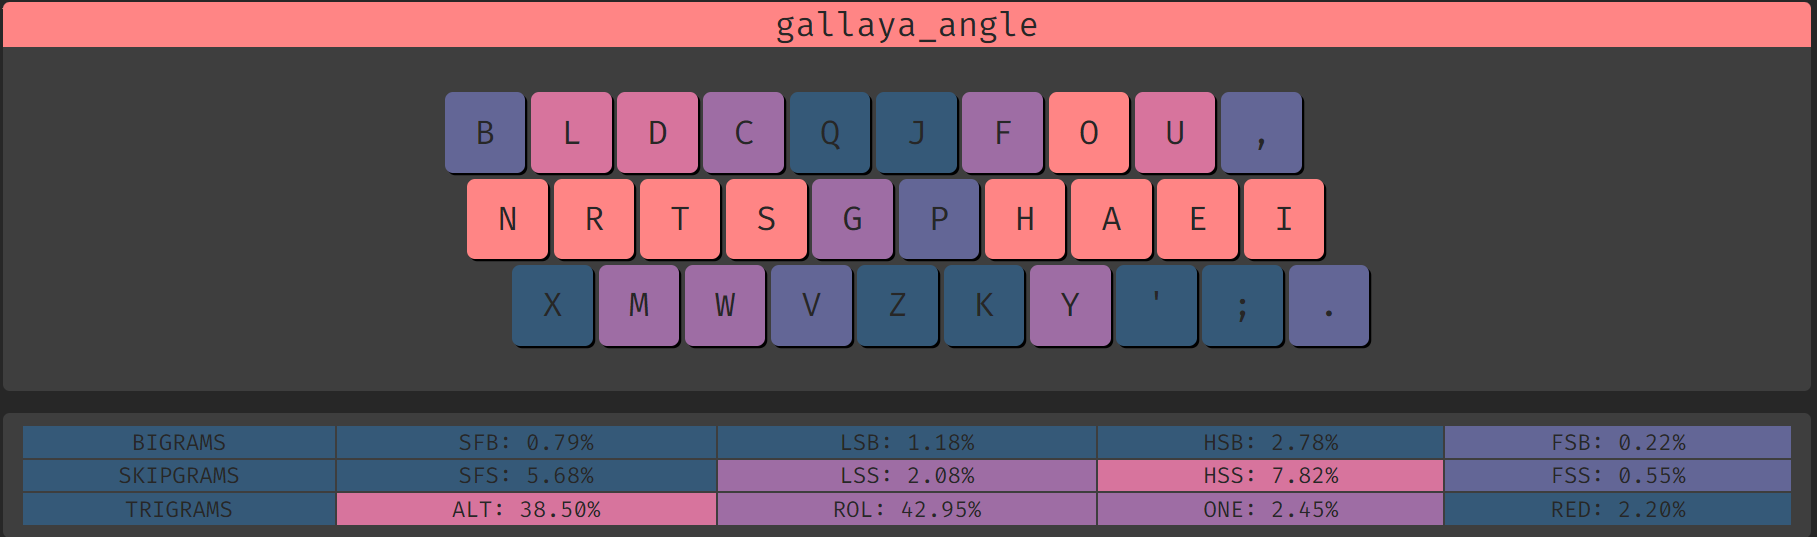 gallaya_angle
B L D C Q J F O U ,
N R T S G P H A E I
X M W V Z K Y ' ; .
BIGRAMS SFB: 0.79% LSB: 1.18% HSB: 2.78% FSB: 0.22%
SKIPGRAMS SFS: 5.68% LSS: 2.08% HSS: 7.82% FSS: 0.55%
TRIGRAMS ALT: 38.50% ROL: 42.95% ONE: 2.45% RED: 2.20%